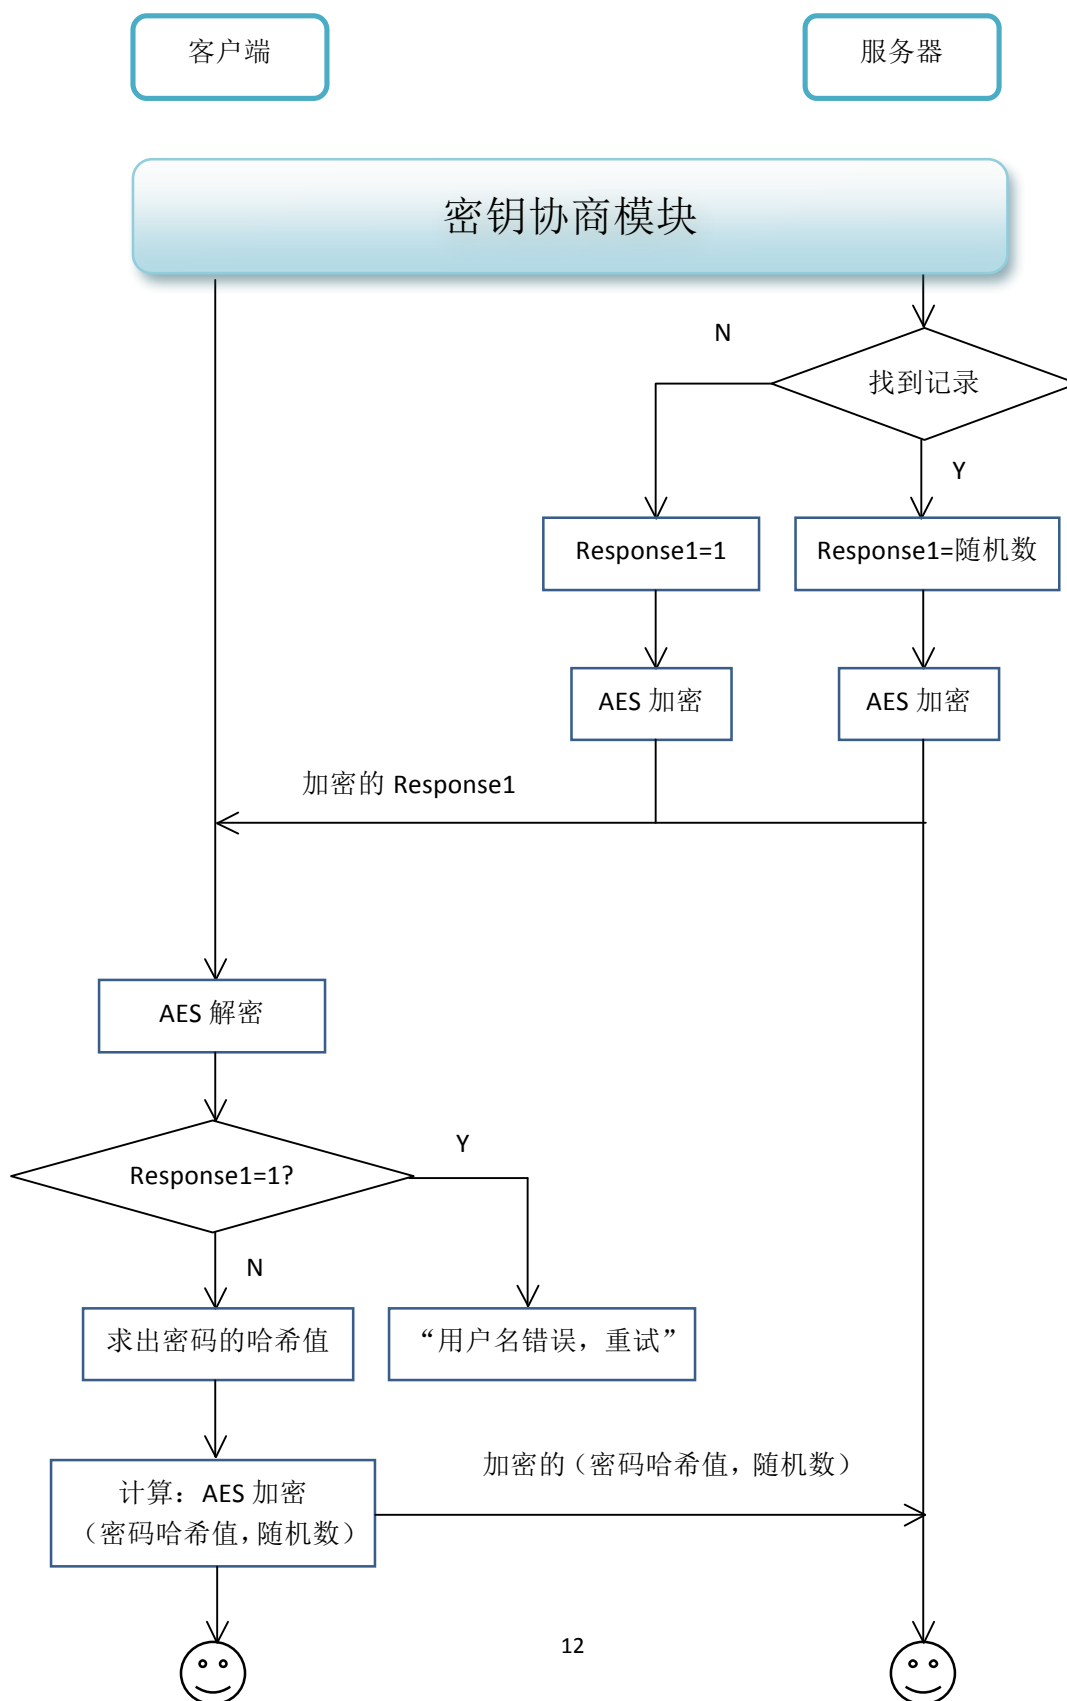 客户端
服务器
密钥协商模块
N
找到记录
Y
Response1=1
Response1=随机数
AES 加密
AES 加密
加密的 Response1
AES 解密
Y
Response1=1?
N
求出密码的哈希值
“用户名错误，重试”
加密的（密码哈希值，随机数）
计算：AES 加密
（密码哈希值，随机数）
12